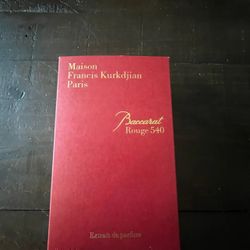 Maison
Francis Kurkdjian
Paris
Baccarat
Rouge 540
Extrait de parfum